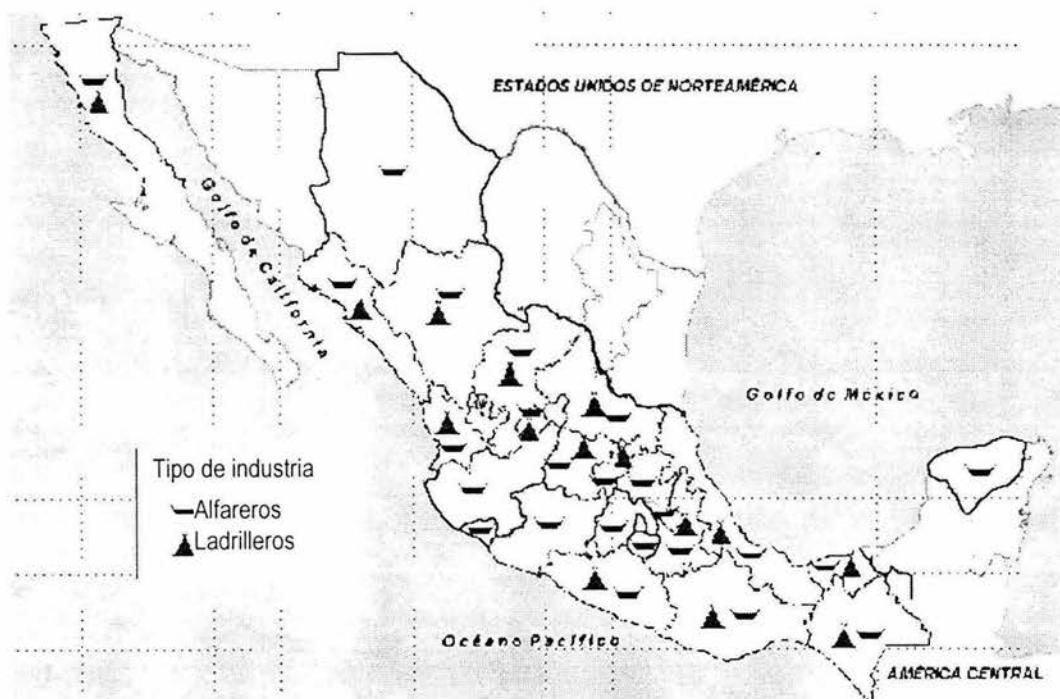 ESTADOS UNIDOS DE NORTEAMÉRICA
Golfo de California
Golfo de México
Tipo de industria
Alfareros
Ladrilleros
Océano Pacífico
AMÉRICA CENTRAL